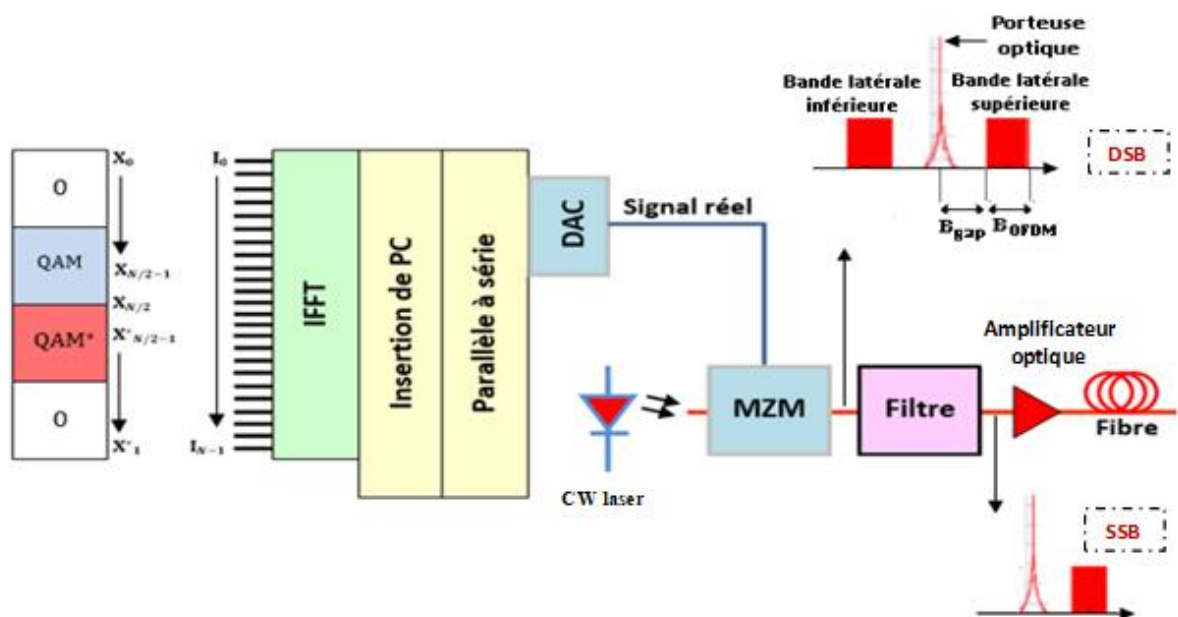 Porteuse
optique
Bande latérale
inférieure
Bande latérale
supérieure
DSB
B_gap
B_OFDM
X₀
0
QAM
X_{N/2−1}
X_{N/2}
QAM*
X*_{N/2−1}
0
X*₁
I₀
I_{N−1}
IFFT
Insertion de PC
Parallèle à série
DAC
Signal réel
CW laser
MZM
Filtre
Amplificateur
optique
Fibre
SSB